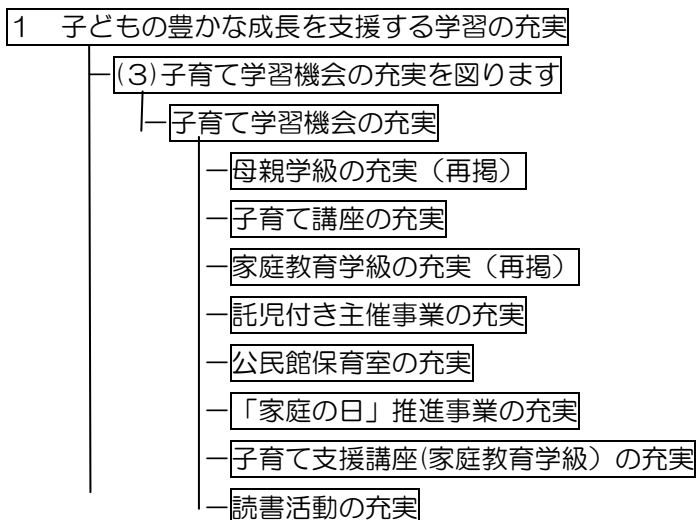 1 子どもの豊かな成長を支援する学習の充実
(3)子育て学習機会の充実を図ります
子育て学習機会の充実
母親学級の充実（再掲）
子育て講座の充実
家庭教育学級の充実（再掲）
託児付き主催事業の充実
公民館保育室の充実
「家庭の日」推進事業の充実
子育て支援講座(家庭教育学級）の充実
読書活動の充実